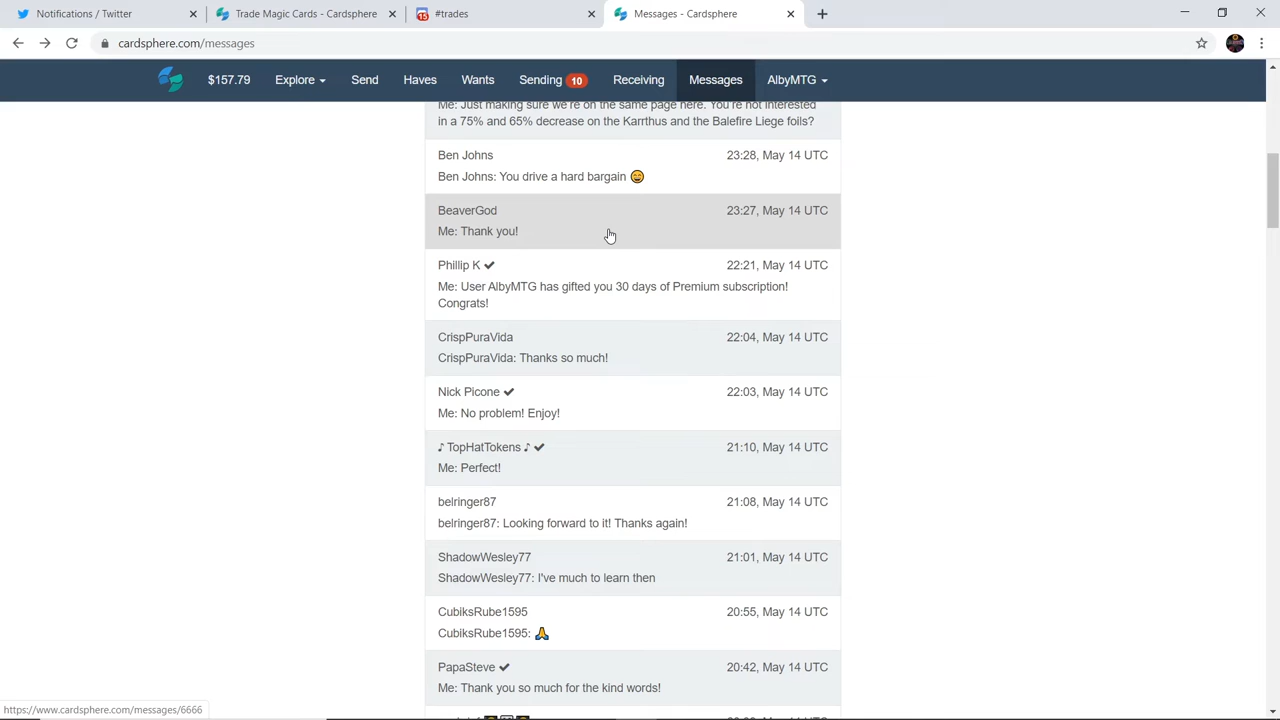 Notifications / Twitter
Trade Magic Cards - Cardsphere
15 #trades
Messages - Cardsphere
cardsphere.com/messages
$157.79 Explore Send Haves Wants Sending 10 Receiving Messages AlbyMTG
Me: Just making sure we're on the same page here. You're not interested
in a 75% and 65% decrease on the Karrthus and the Balefire Liege foils?
Ben Johns 23:28, May 14 UTC
Ben Johns: You drive a hard bargain 😄
BeaverGod 23:27, May 14 UTC
Me: Thank you!
Phillip K ✔ 22:21, May 14 UTC
Me: User AlbyMTG has gifted you 30 days of Premium subscription!
Congrats!
CrispPuraVida 22:04, May 14 UTC
CrispPuraVida: Thanks so much!
Nick Picone ✔ 22:03, May 14 UTC
Me: No problem! Enjoy!
♪ TopHatTokens ♪ ✔ 21:10, May 14 UTC
Me: Perfect!
belringer87 21:08, May 14 UTC
belringer87: Looking forward to it! Thanks again!
ShadowWesley77 21:01, May 14 UTC
ShadowWesley77: I've much to learn then
CubiksRube1595 20:55, May 14 UTC
CubiksRube1595: 🙏
PapaSteve ✔ 20:42, May 14 UTC
Me: Thank you so much for the kind words!
https://www.cardsphere.com/messages/6666